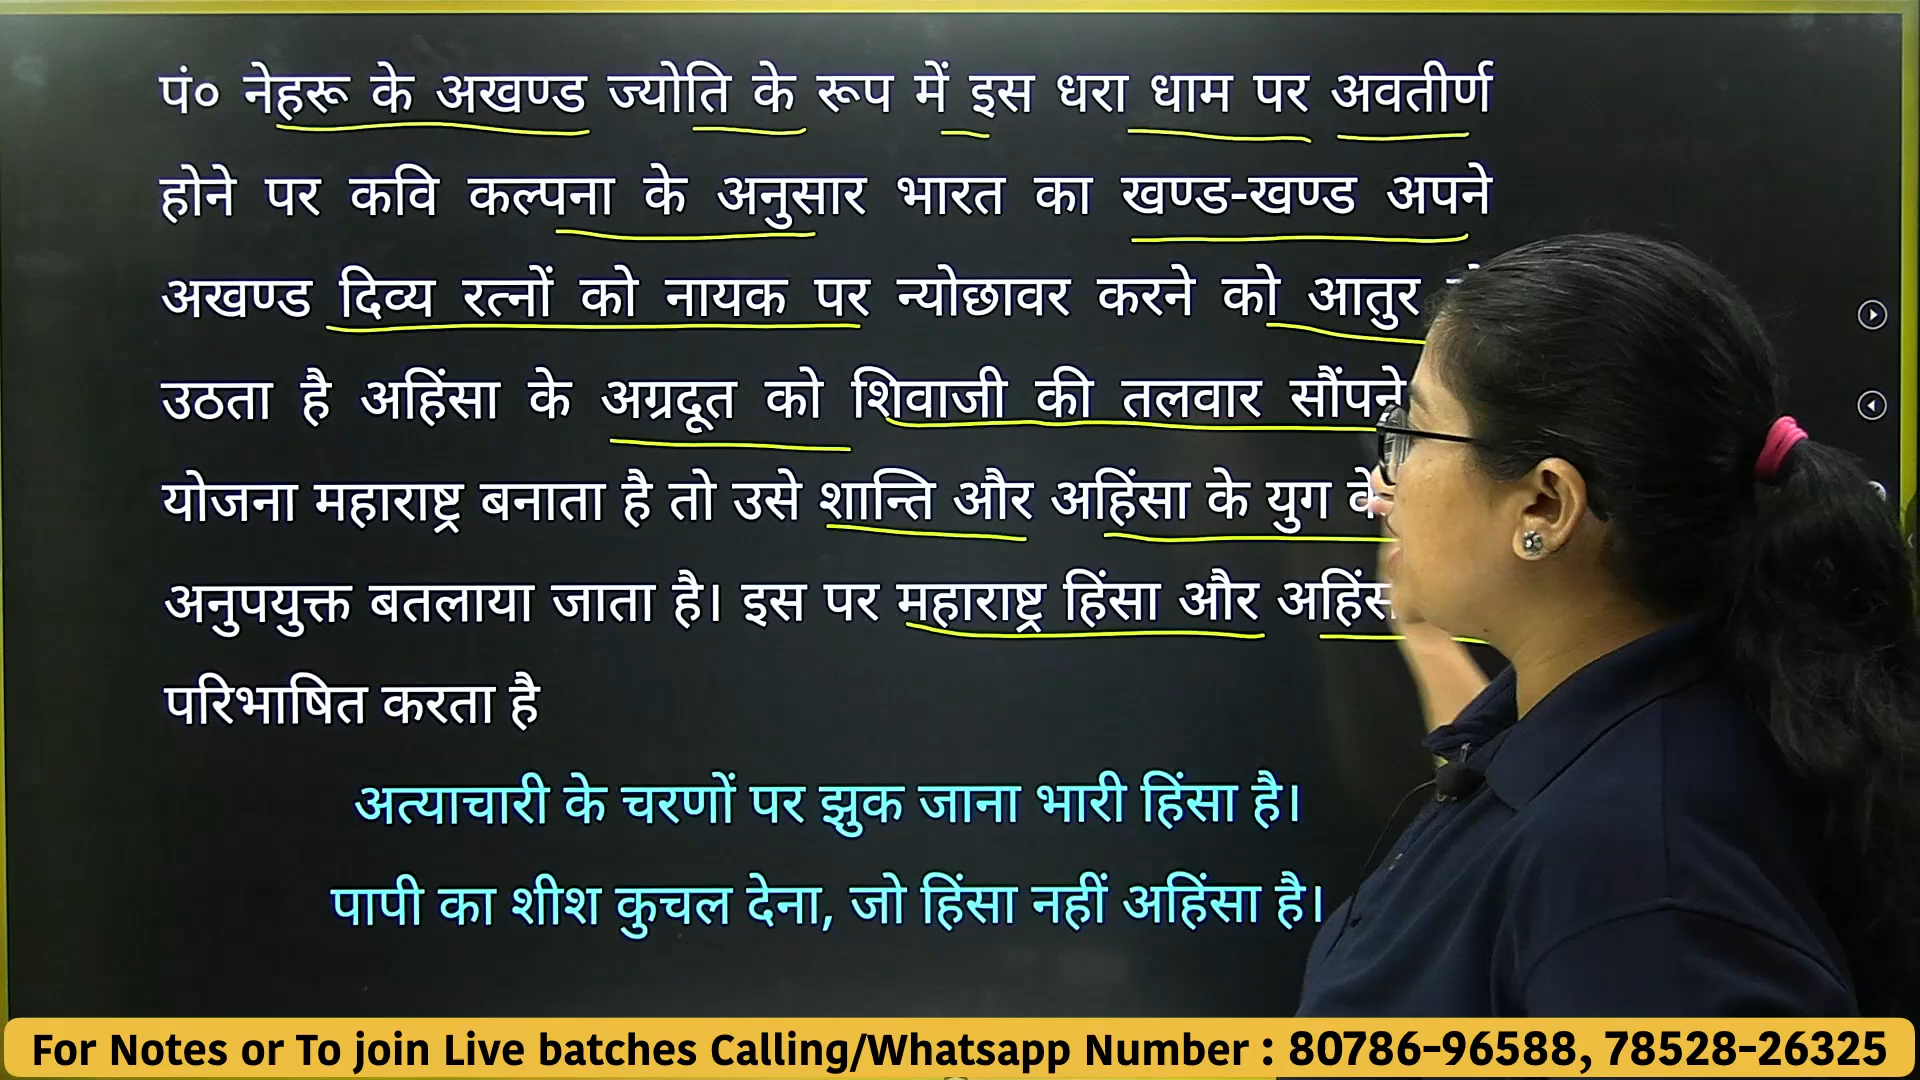 पं० नेहरू के अखण्ड ज्योति के रूप में इस धरा धाम पर अवतीर्ण
होने पर कवि कल्पना के अनुसार भारत का खण्ड-खण्ड अपने
अखण्ड दिव्य रत्नों को नायक पर न्योछावर करने को आतुर
उठता है अहिंसा के अग्रदूत को शिवाजी की तलवार सौंपने
योजना महाराष्ट्र बनाता है तो उसे शान्ति और अहिंसा के युग
अनुपयुक्त बतलाया जाता है। इस पर महाराष्ट्र हिंसा और
परिभाषित करता है
अत्याचारी के चरणों पर झुक जाना भारी हिंसा है।
पापी का शीश कुचल देना, जो हिंसा नहीं अहिंसा है।
For Notes or To join Live batches Calling/Whatsapp Number : 80786-96588, 78528-26325